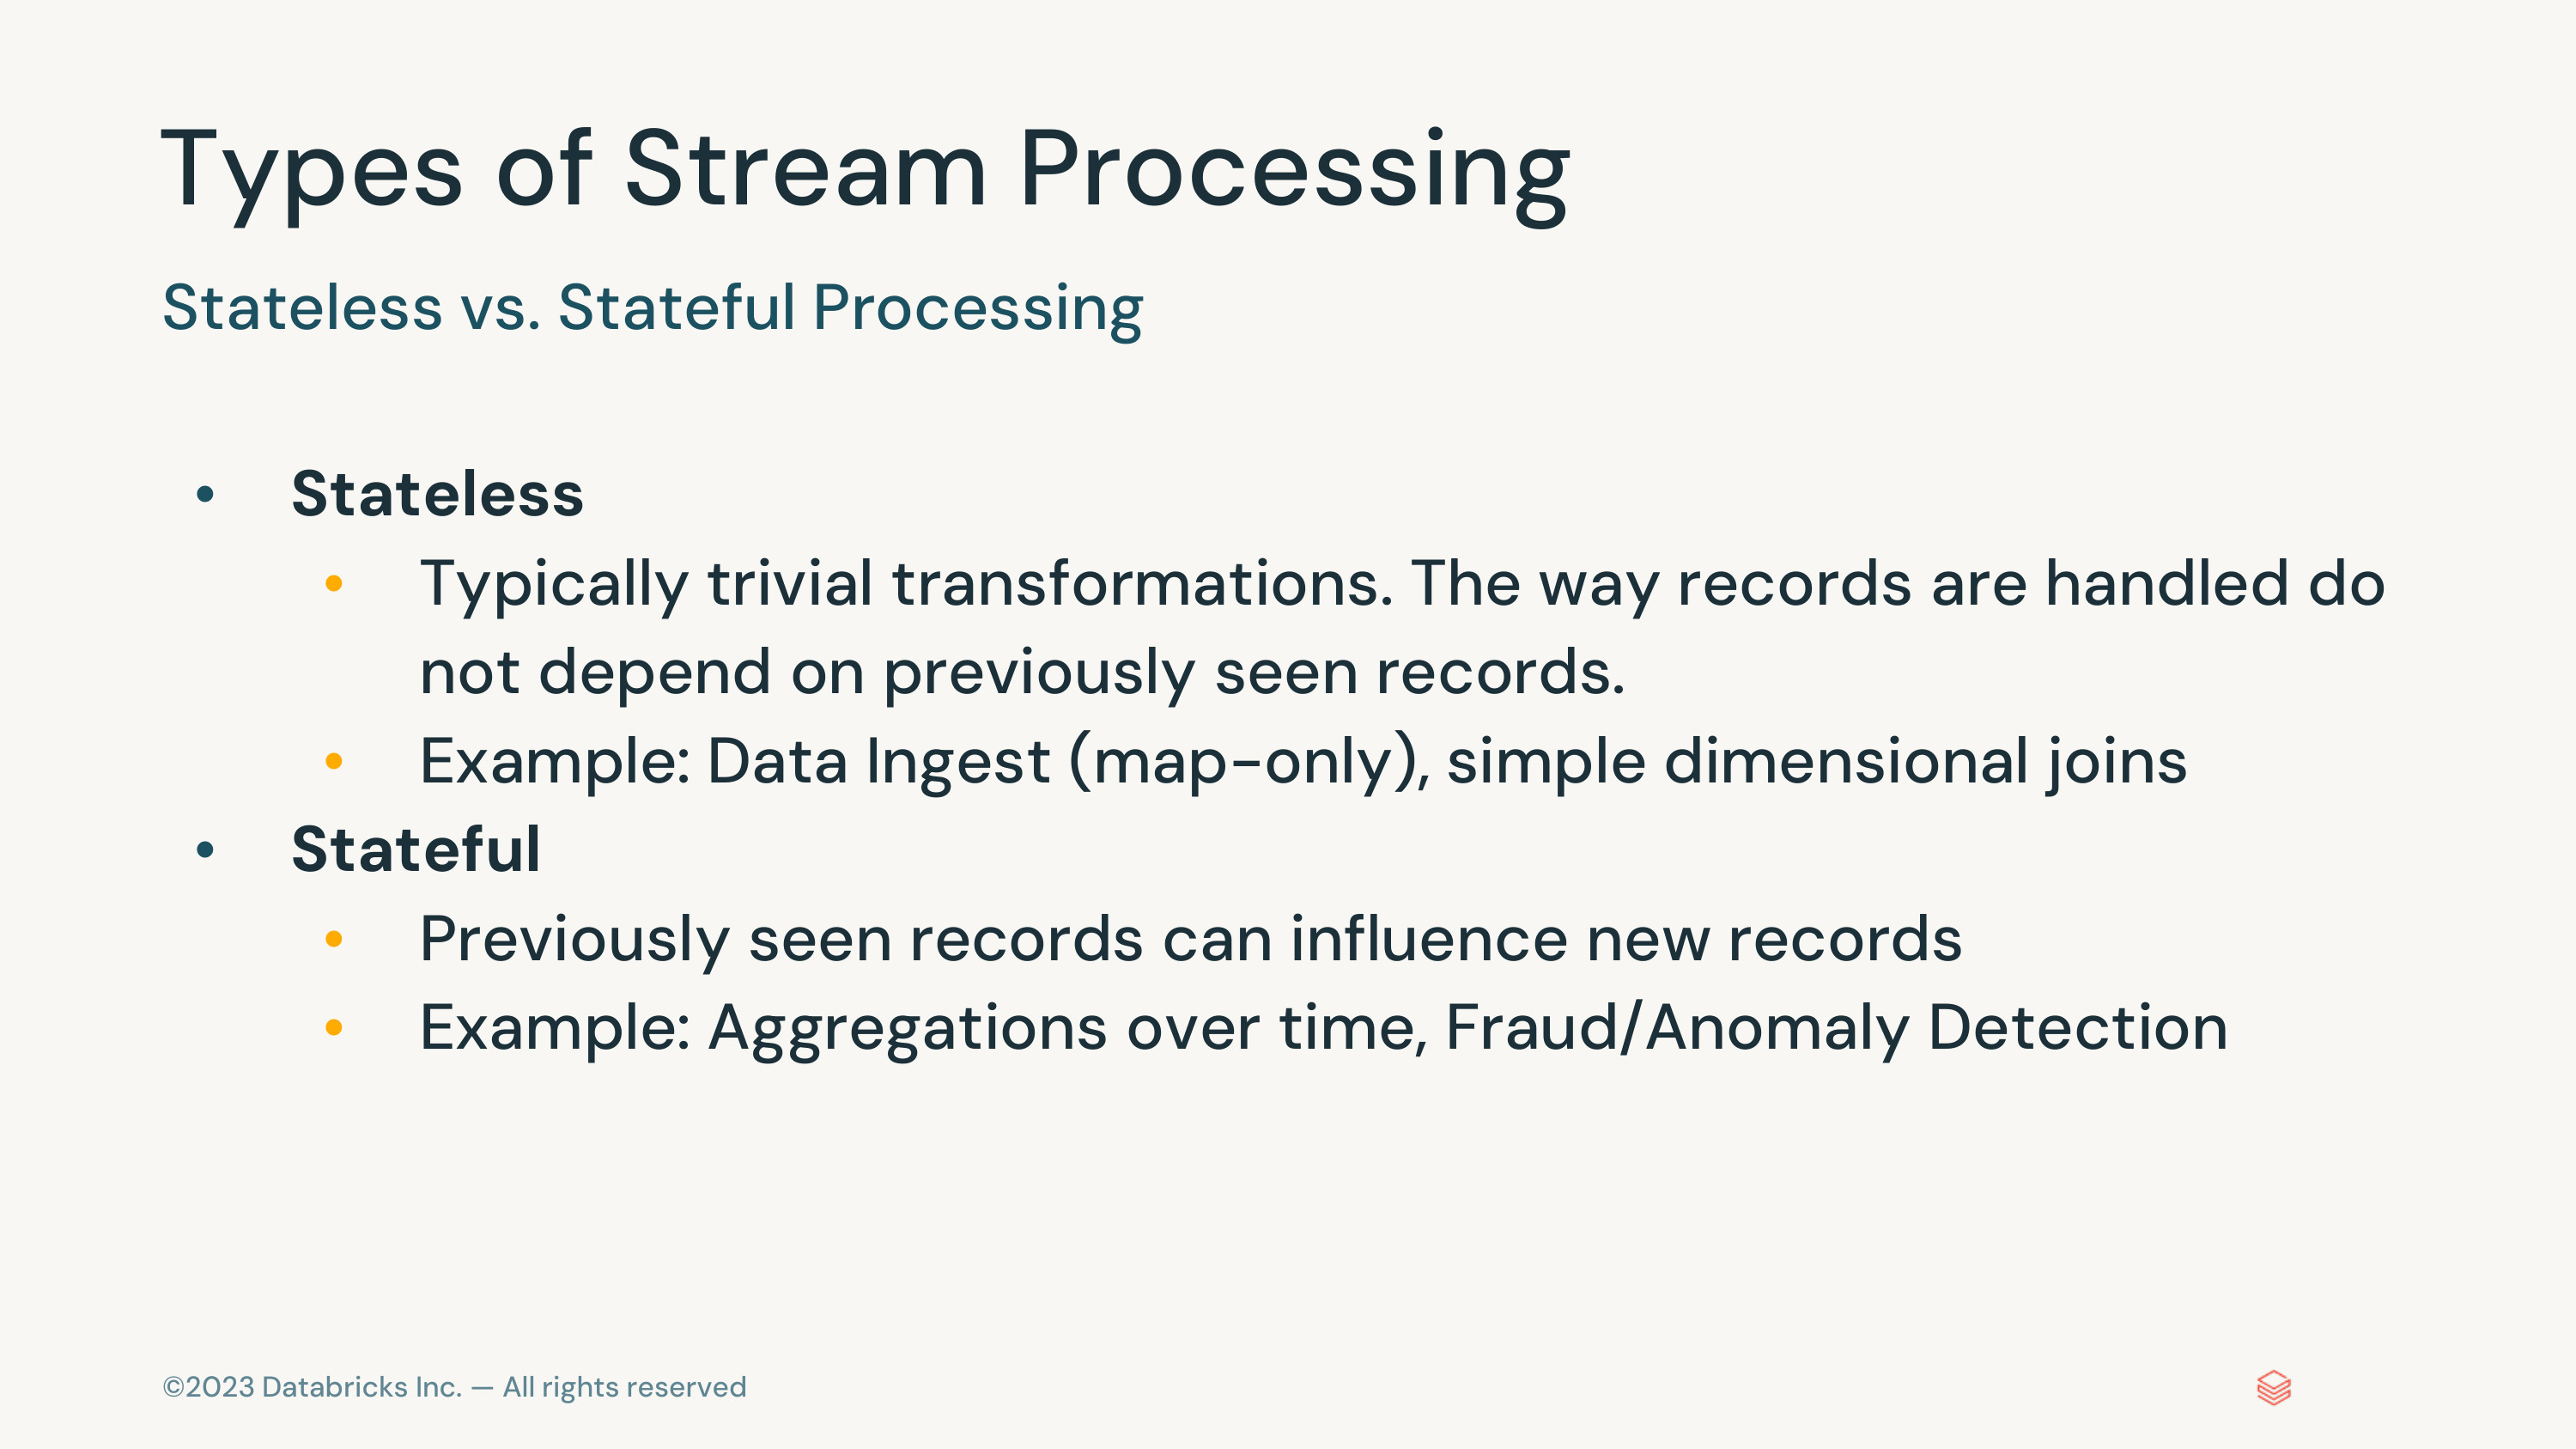 Types of Stream Processing
Stateless vs. Stateful Processing
• Stateless
• Typically trivial transformations. The way records are handled do
not depend on previously seen records.
• Example: Data Ingest (map-only), simple dimensional joins
• Stateful
• Previously seen records can influence new records
• Example: Aggregations over time, Fraud/Anomaly Detection
©2023 Databricks Inc. — All rights reserved